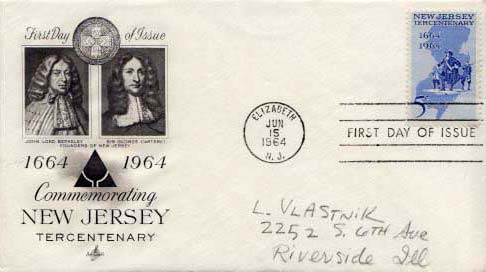 First Day of Issue
JOHN LORD BERKELEY
SIR GEORGE CARTERET
FOUNDERS OF NEW JERSEY
1664 1964
Commemorating
NEW JERSEY
TERCENTENARY
ArtCraft
NEW JERSEY
TERCENTENARY
1664
1964
5¢
ELIZABETH
JUN
15
1964
N. J.
FIRST DAY OF ISSUE
L. VLASTNIK
2252 S. 6TH Ave
Riverside Ill